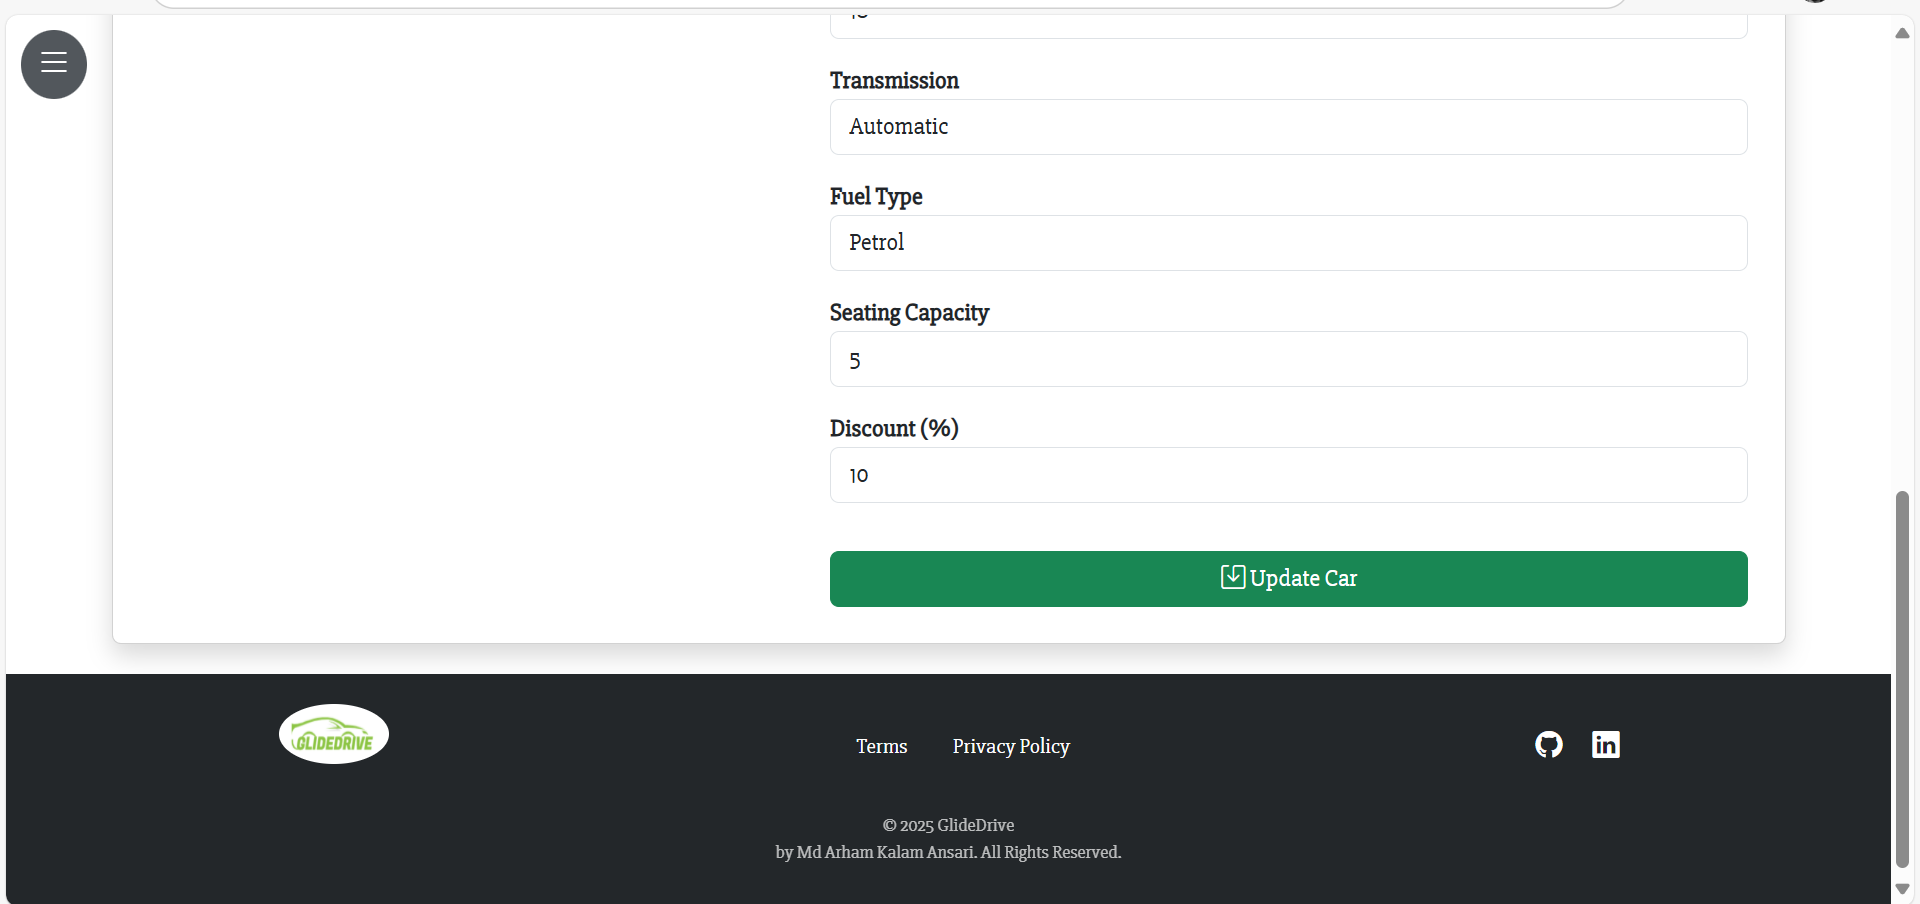 Transmission
Automatic
Fuel Type
Petrol
Seating Capacity
5
Discount (%)
10
Update Car
GLIDEDRIVE
Terms Privacy Policy
© 2025 GlideDrive
by Md Arham Kalam Ansari. All Rights Reserved.